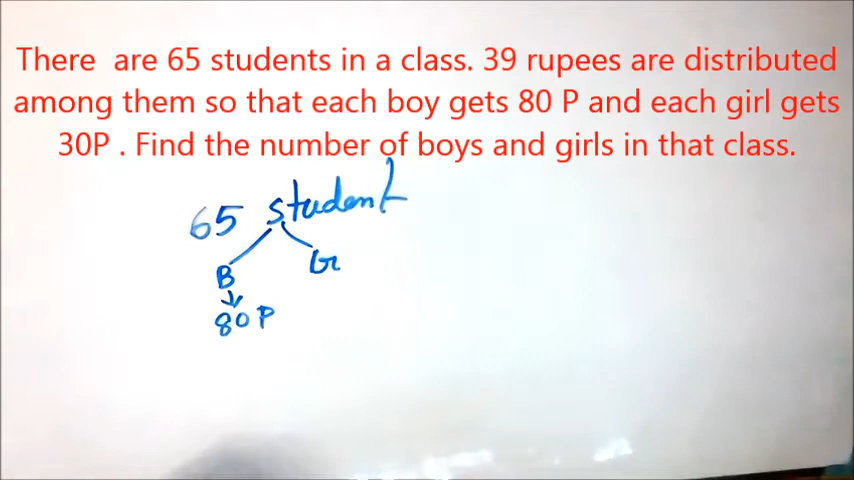 There are 65 students in a class. 39 rupees are distributed
among them so that each boy gets 80 P and each girl gets
30P . Find the number of boys and girls in that class.
65 student
B G
80 P